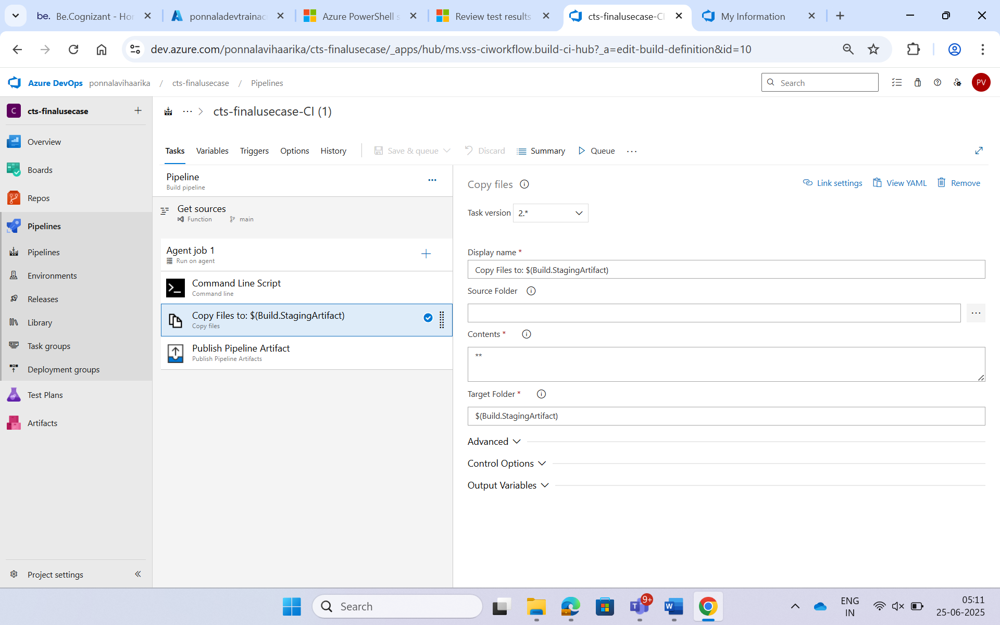 be. Be.Cognizant - Hor
ponnaladevtrainac
Azure PowerShell s
Review test results
cts-finalusecase-CI
My Information
dev.azure.com/ponnalavihaarika/cts-finalusecase/_apps/hub/ms.vss-ciworkflow.build-ci-hub?_a=edit-build-definition&id=10
Azure DevOps ponnalavihaarika / cts-finalusecase / Pipelines
Search
PV
C cts-finalusecase
Overview
Boards
Repos
Pipelines
Pipelines
Environments
Releases
Library
Task groups
Deployment groups
Test Plans
Artifacts
Project settings
··· cts-finalusecase-CI (1)
Tasks Variables Triggers Options History Save & queue Discard Summary Queue ···
Pipeline
Build pipeline
Get sources
Function main
Agent job 1
Run on agent
Command Line Script
Command line
Copy Files to: $(Build.StagingArtifact)
Copy files
Publish Pipeline Artifact
Publish Pipeline Artifacts
Copy files
Link settings View YAML Remove
Task version 2.*
Display name *
Copy Files to: $(Build.StagingArtifact)
Source Folder
Contents *
**
Target Folder *
$(Build.StagingArtifact)
Advanced
Control Options
Output Variables
Search
9+
ENG
IN
05:11
25-06-2025